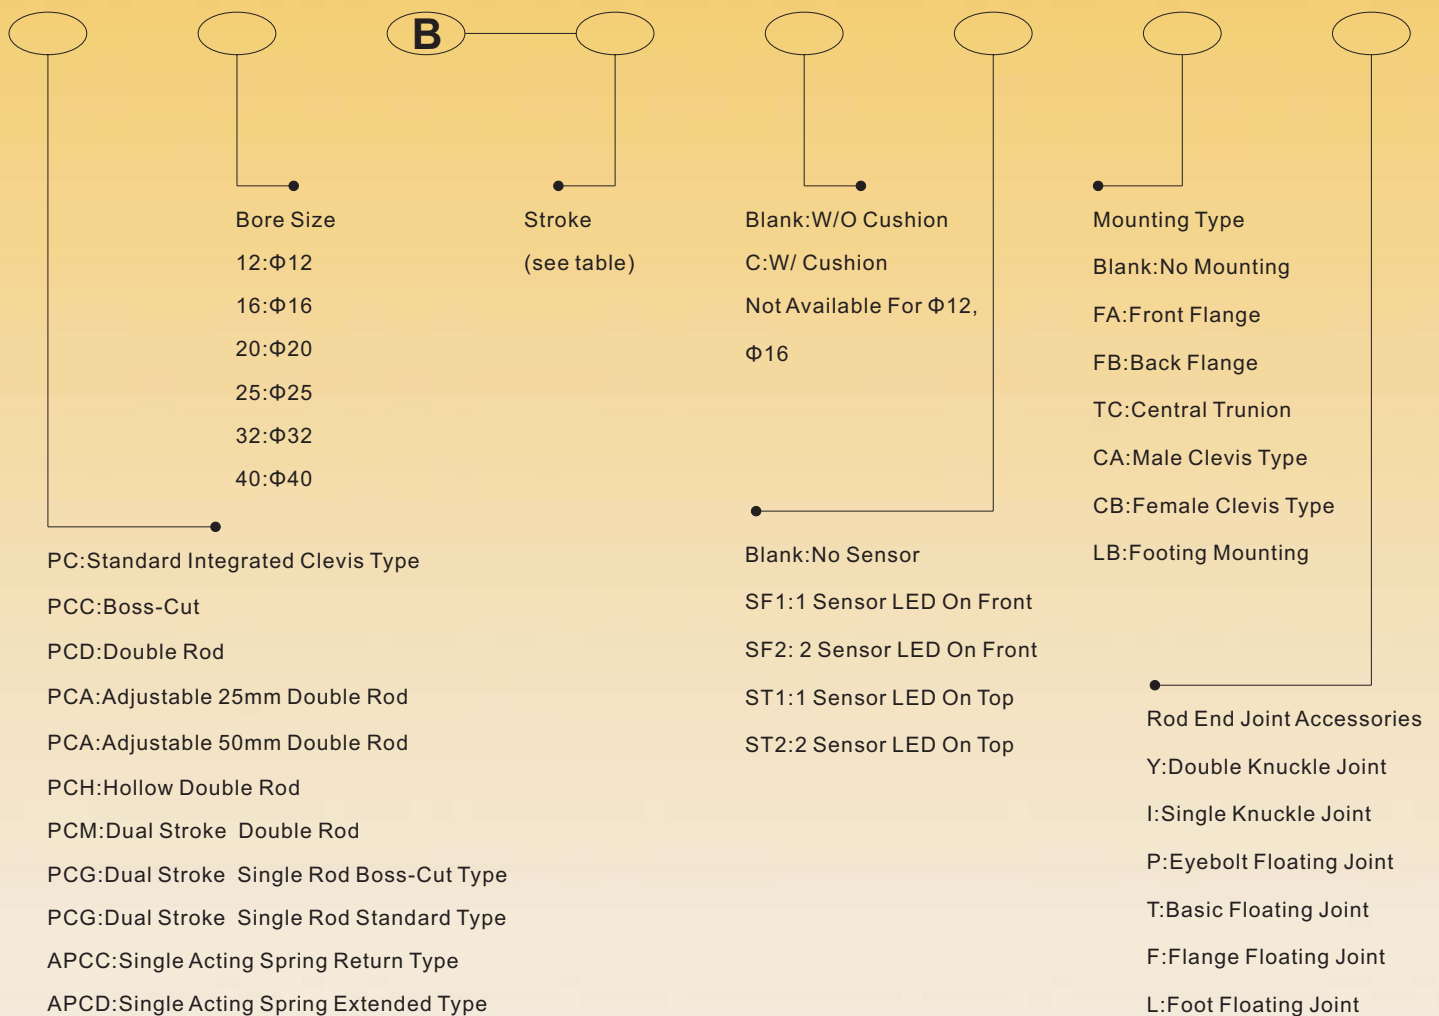 B
Bore Size
12:Φ12
16:Φ16
20:Φ20
25:Φ25
32:Φ32
40:Φ40
Stroke
(see table)
Blank:W/O Cushion
C:W/ Cushion
Not Available For Φ12,
Φ16
Mounting Type
Blank:No Mounting
FA:Front Flange
FB:Back Flange
TC:Central Trunion
CA:Male Clevis Type
CB:Female Clevis Type
LB:Footing Mounting
PC:Standard Integrated Clevis Type
PCC:Boss-Cut
PCD:Double Rod
PCA:Adjustable 25mm Double Rod
PCA:Adjustable 50mm Double Rod
PCH:Hollow Double Rod
PCM:Dual Stroke Double Rod
PCG:Dual Stroke Single Rod Boss-Cut Type
PCG:Dual Stroke Single Rod Standard Type
APCC:Single Acting Spring Return Type
APCD:Single Acting Spring Extended Type
Blank:No Sensor
SF1:1 Sensor LED On Front
SF2: 2 Sensor LED On Front
ST1:1 Sensor LED On Top
ST2:2 Sensor LED On Top
Rod End Joint Accessories
Y:Double Knuckle Joint
I:Single Knuckle Joint
P:Eyebolt Floating Joint
T:Basic Floating Joint
F:Flange Floating Joint
L:Foot Floating Joint